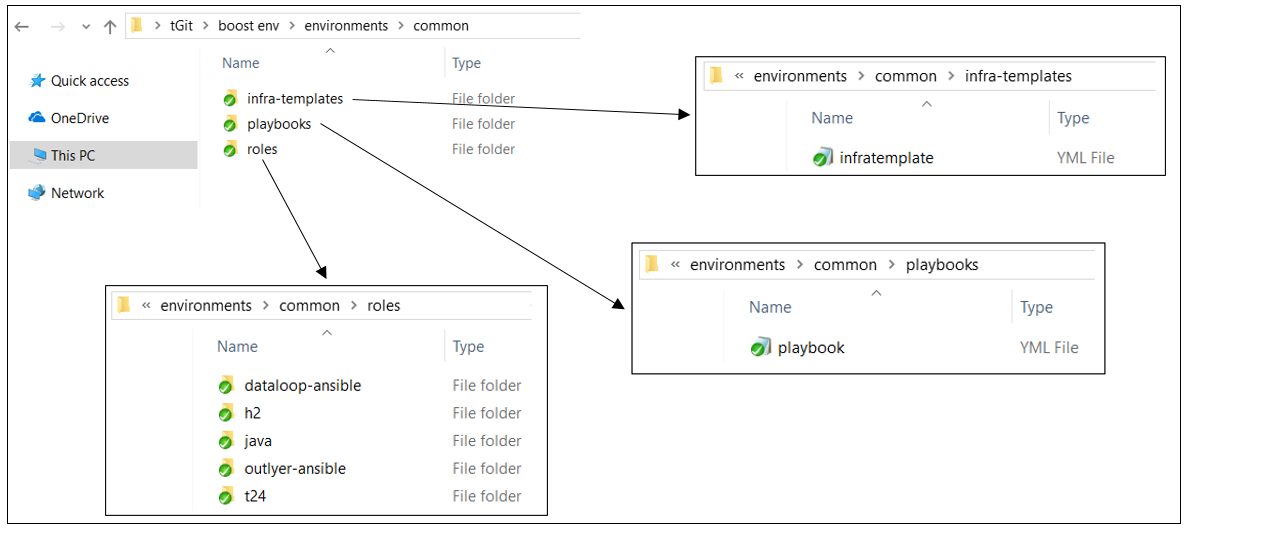 tGit > boost env > environments > common
Quick access
OneDrive
This PC
Network
Name Type
infra-templates File folder
playbooks File folder
roles File folder
« environments > common > infra-templates
Name Type
infratemplate YML File
« environments > common > playbooks
Name Type
playbook YML File
« environments > common > roles
Name Type
dataloop-ansible File folder
h2 File folder
java File folder
outlyer-ansible File folder
t24 File folder